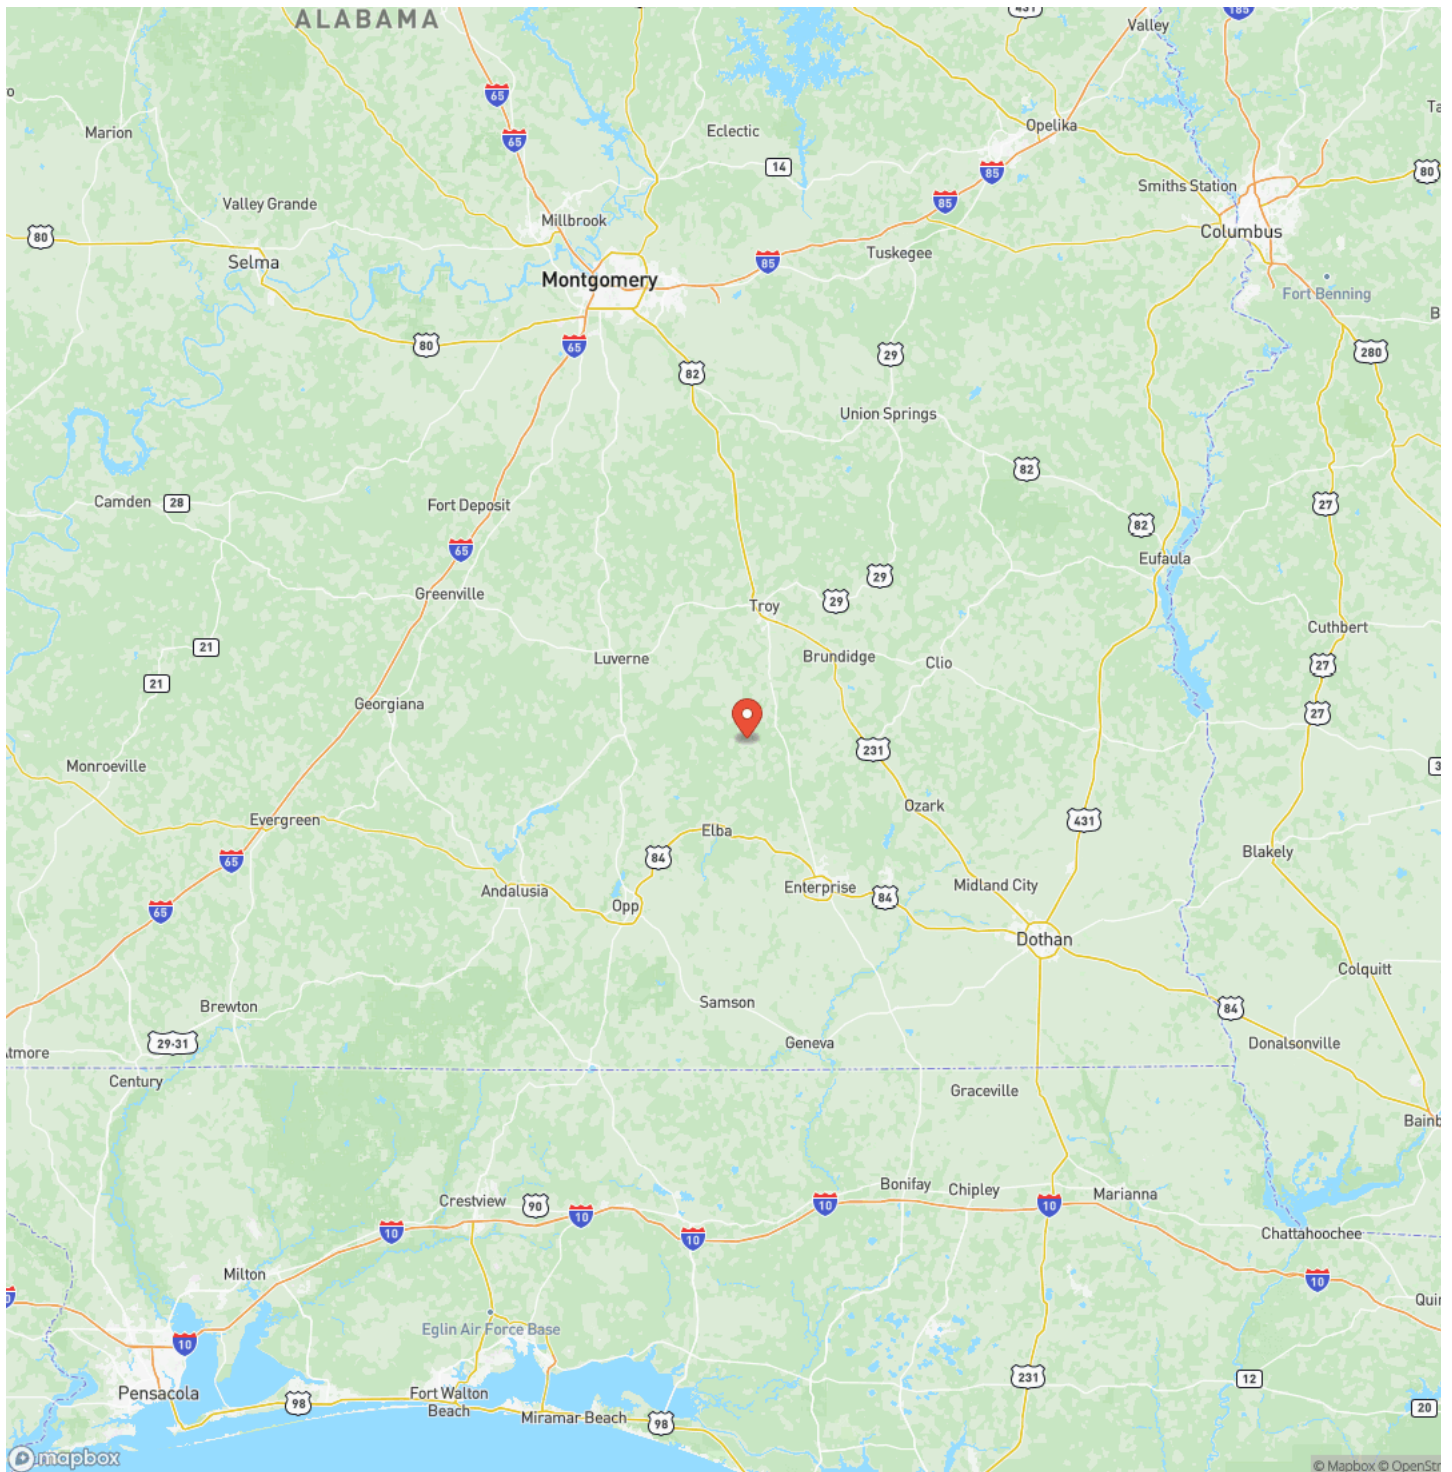 ALABAMA
431
Valley
185
65
Marion
65
Eclectic
Opelika
14
85
80
Smiths Station
Valley Grande
85
Millbrook
80
Columbus
Selma
85
Tuskegee
Montgomery
Fort Benning
80
65
29
280
82
Union Springs
82
Camden
28
Fort Deposit
27
82
65
Eufaula
29
Greenville
29
Troy
Cuthbert
21
Luverne
Brundidge
Clio
27
21
Georgiana
27
231
Monroeville
Ozark
Evergreen
Elba
431
65
84
Blakely
Andalusia
Enterprise
Midland City
84
65
Opp
Dothan
Colquitt
Brewton
Samson
84
29-31
Geneva
Donalsonville
Century
Graceville
Crestview
90
Bonifay
Chipley
Marianna
10
10
10
10
10
Chattahoochee
Milton
10
Eglin Air Force Base
10
Pensacola
98
Fort Walton
Beach
Miramar Beach
98
231
12
20
mapbox
© Mapbox © OpenStr